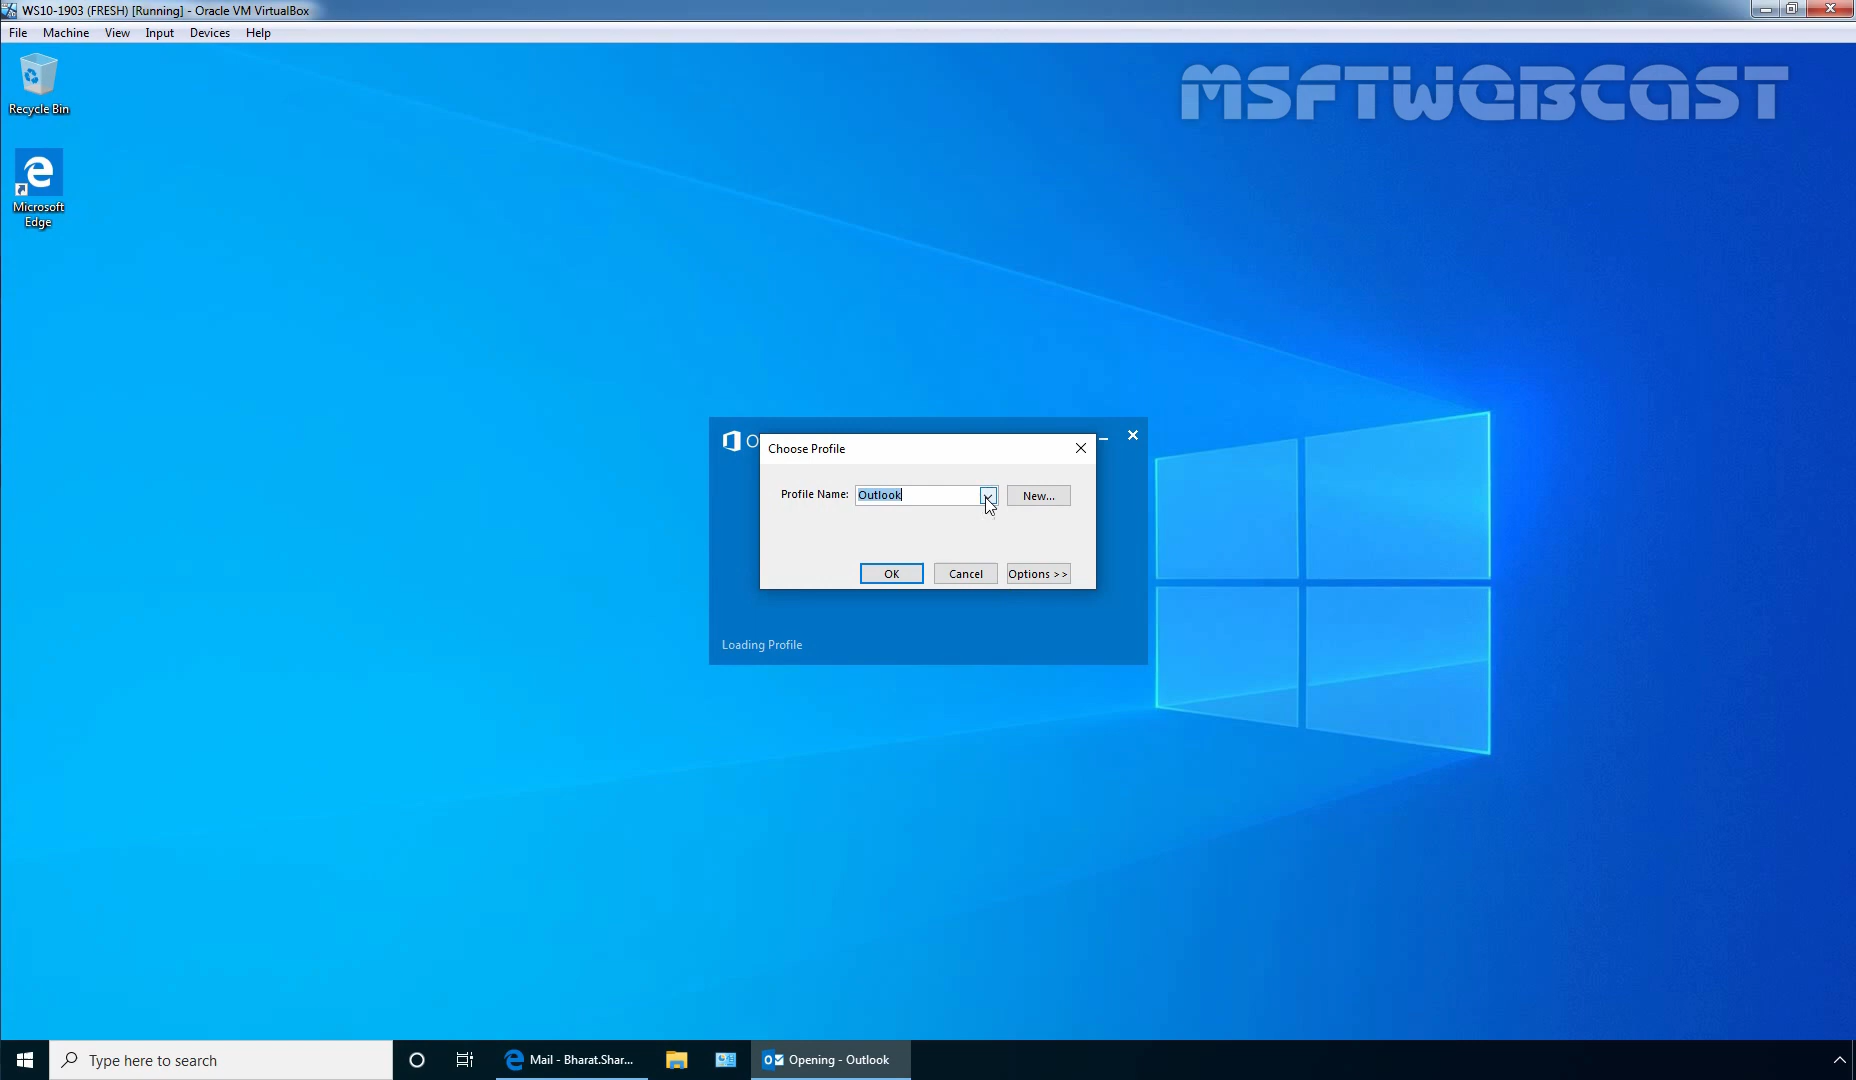 WS10-1903 (FRESH) [Running] - Oracle VM VirtualBox
File Machine View Input Devices Help
MSFTWEBCAST
Recycle Bin
Microsoft
Edge
O
Choose Profile
Profile Name: Outlook New...
OK Cancel Options >>
Loading Profile
Type here to search
Mail - Bharat.Shar...
Opening - Outlook